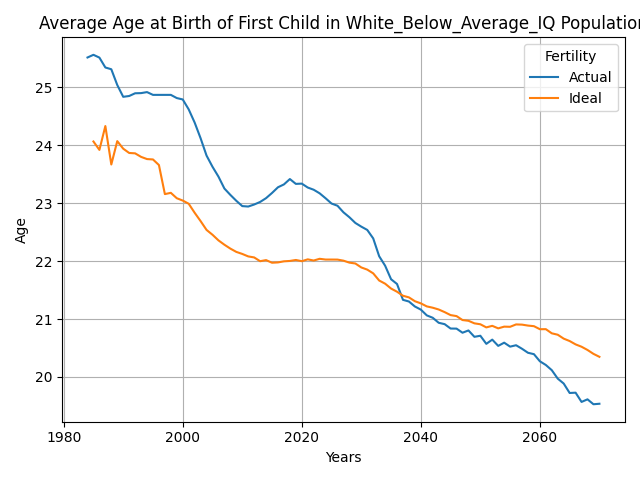 Average Age at Birth of First Child in White_Below_Average_IQ Population
Fertility
Actual
Ideal
25
24
23
22
21
20
Age
1980
2000
2020
2040
2060
Years